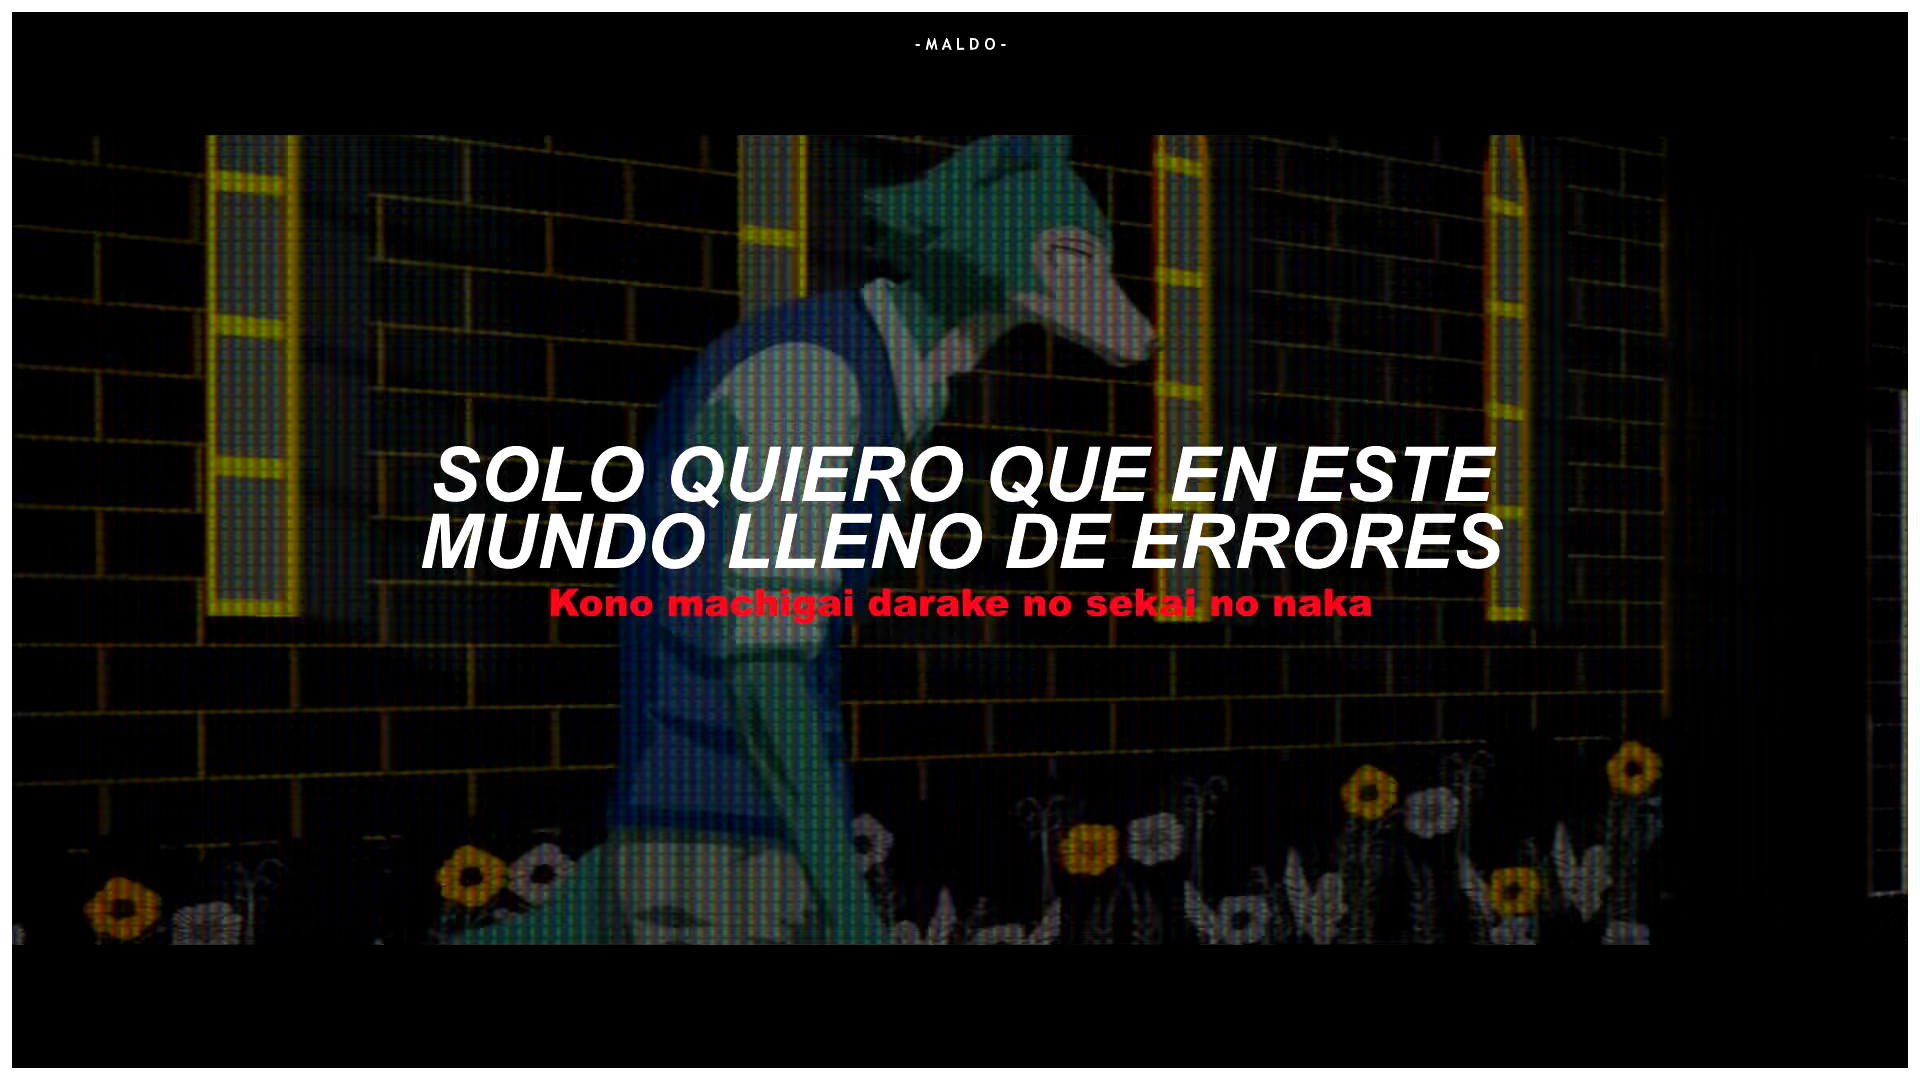 -MALDO-
SOLO QUIERO QUE EN ESTE
MUNDO LLENO DE ERRORES
Kono machigai darake no sekai no naka